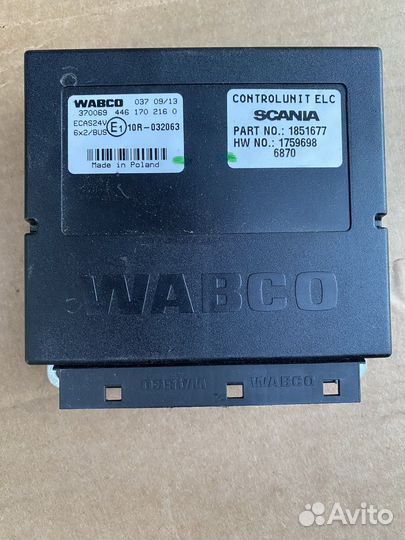 WABCO 037 09/13
370069 446 170 216 0
ECAS24V
6x2/BUS
E1 10R-032063
Made in Poland
CONTROLUNIT ELC
SCANIA
PART NO.: 1851677
HW NO.: 1759698
6870
WABCO
WABCO WABCO
Avito